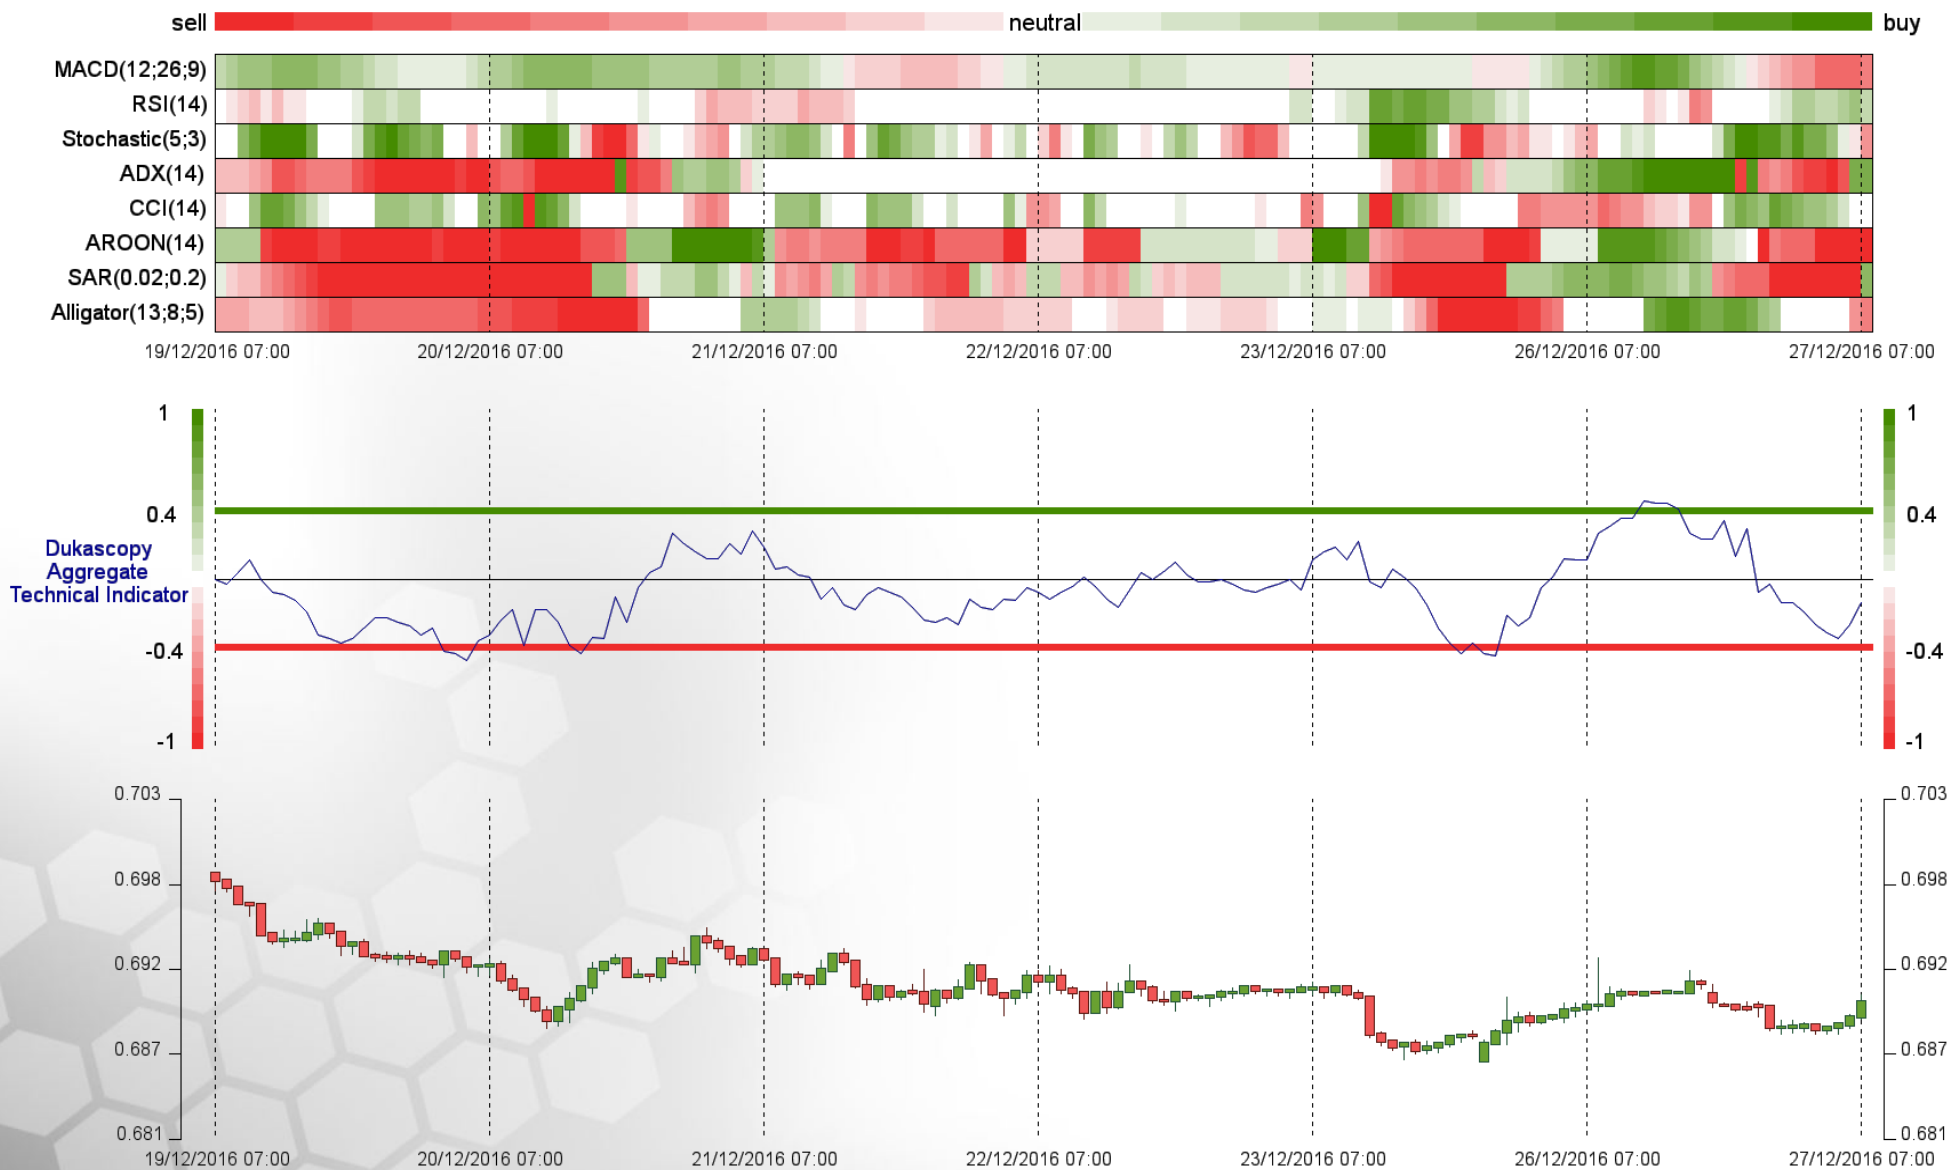 sell neutral buy
MACD(12;26;9)
RSI(14)
Stochastic(5;3)
ADX(14)
CCI(14)
AROON(14)
SAR(0.02;0.2)
Alligator(13;8;5)
19/12/2016 07:00 20/12/2016 07:00 21/12/2016 07:00 22/12/2016 07:00 23/12/2016 07:00 26/12/2016 07:00 27/12/2016 07:00
1 1
0.4 0.4
Dukascopy
Aggregate
Technical Indicator
-0.4 -0.4
-1 -1
0.703 0.703
0.698 0.698
0.692 0.692
0.687 0.687
0.681 0.681
19/12/2016 07:00 20/12/2016 07:00 21/12/2016 07:00 22/12/2016 07:00 23/12/2016 07:00 26/12/2016 07:00 27/12/2016 07:00